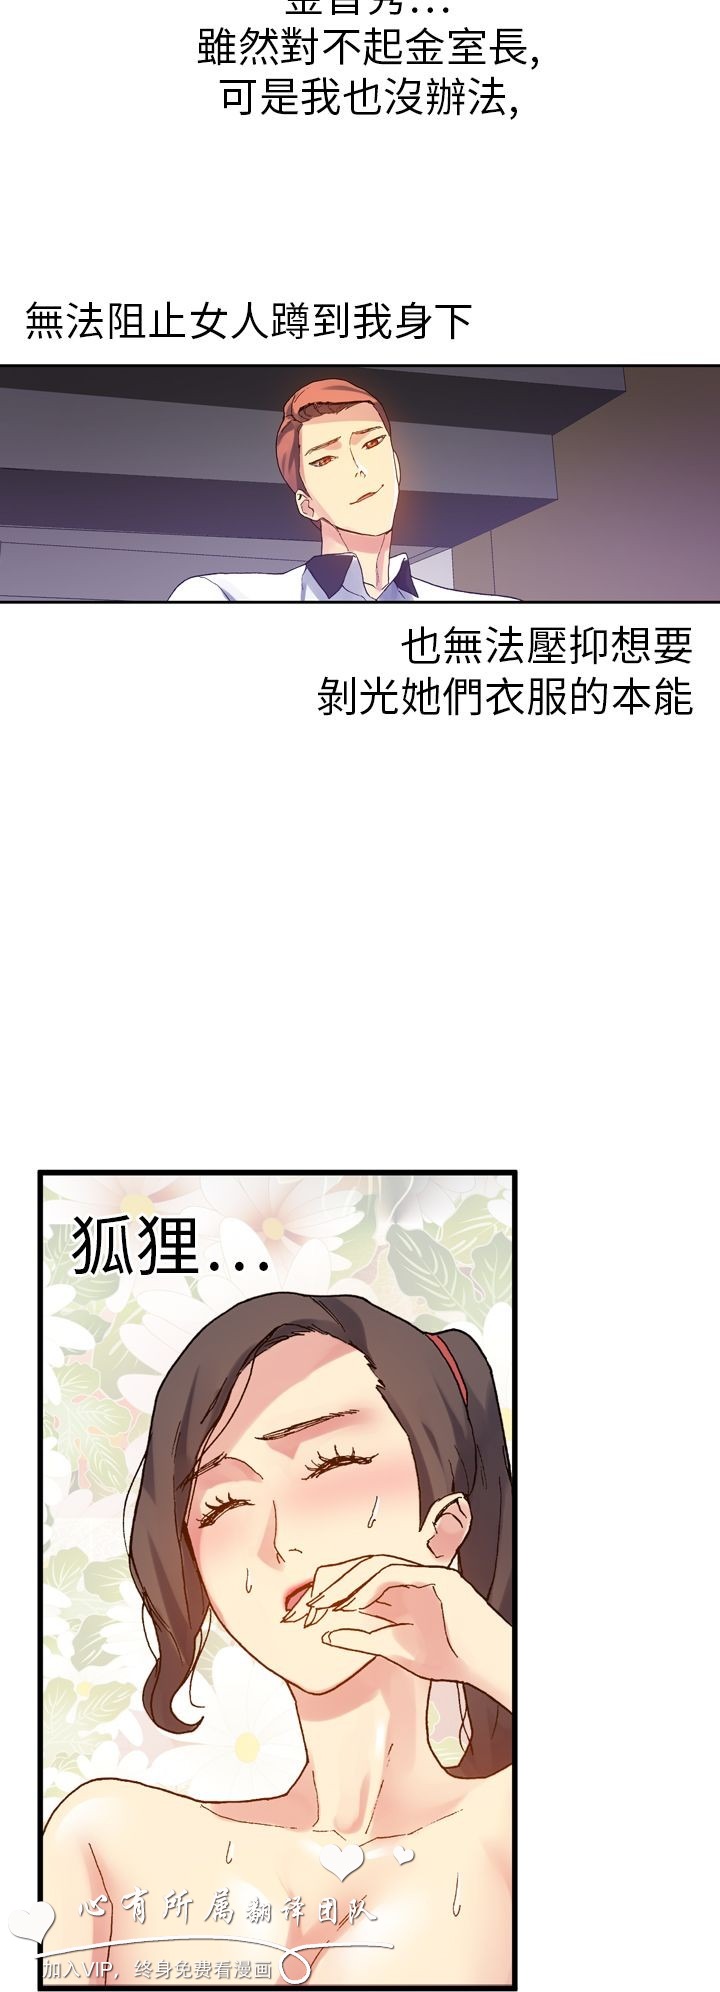 雖然對不起金室長,
可是我也沒辦法,
無法阻止女人蹲到我身下
也無法壓抑想要
剝光她們衣服的本能
狐狸...
心有所属翻译团队
加入VIP，终身免费看漫画